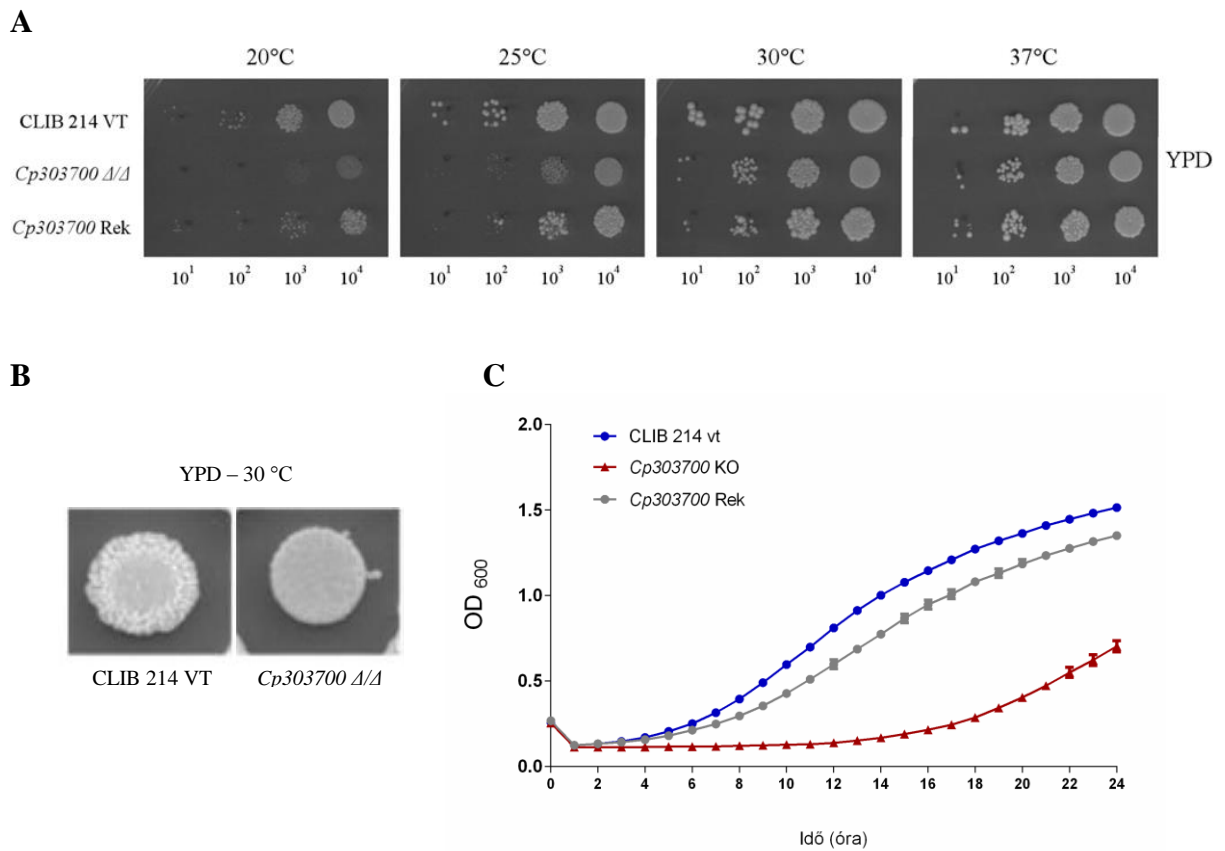 A
20°C 25°C 30°C 37°C
CLIB 214 VT
Cp303700 Δ/Δ
Cp303700 Rek
YPD
10¹ 10² 10³ 10⁴ 10¹ 10² 10³ 10⁴ 10¹ 10² 10³ 10⁴ 10¹ 10² 10³ 10⁴
B
YPD – 30 °C
CLIB 214 VT Cp303700 Δ/Δ
C
CLIB 214 vt
Cp303700 KO
Cp303700 Rek
OD 600
2.0
1.5
1.0
0.5
0.0
0 2 4 6 8 10 12 14 16 18 20 22 24
Idő (óra)